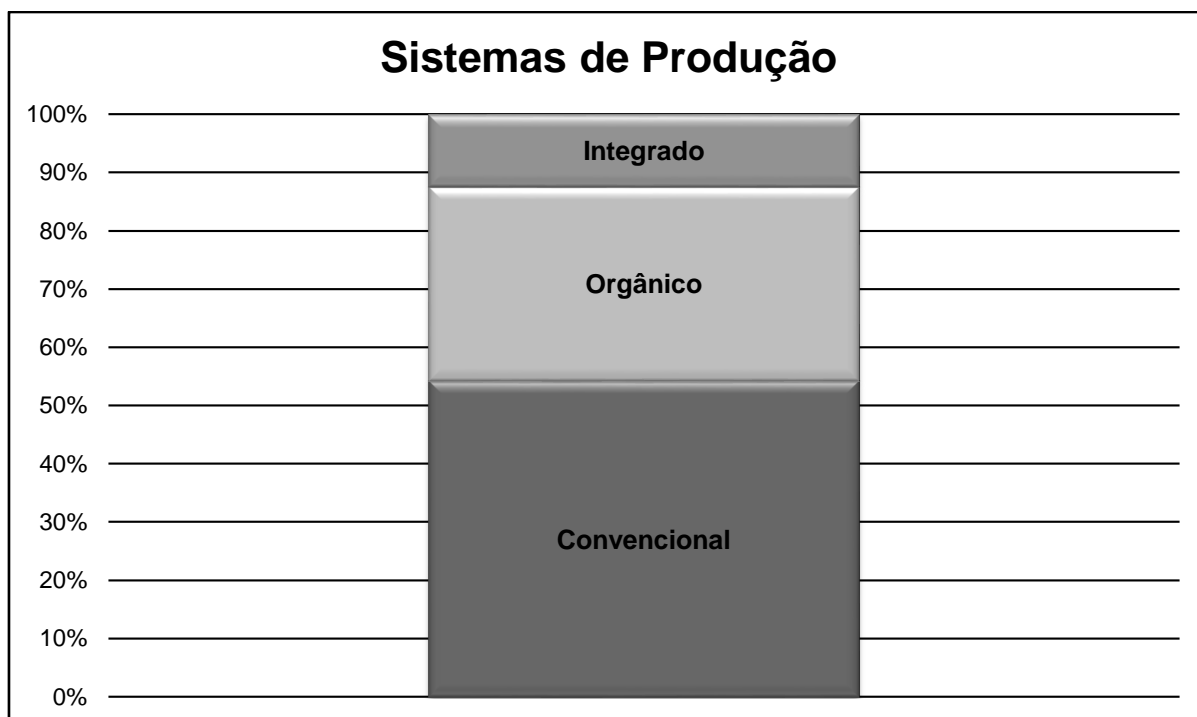 Sistemas de Produção
100%
Integrado
90%
80%
Orgânico
70%
60%
50%
40%
30%
Convencional
20%
10%
0%